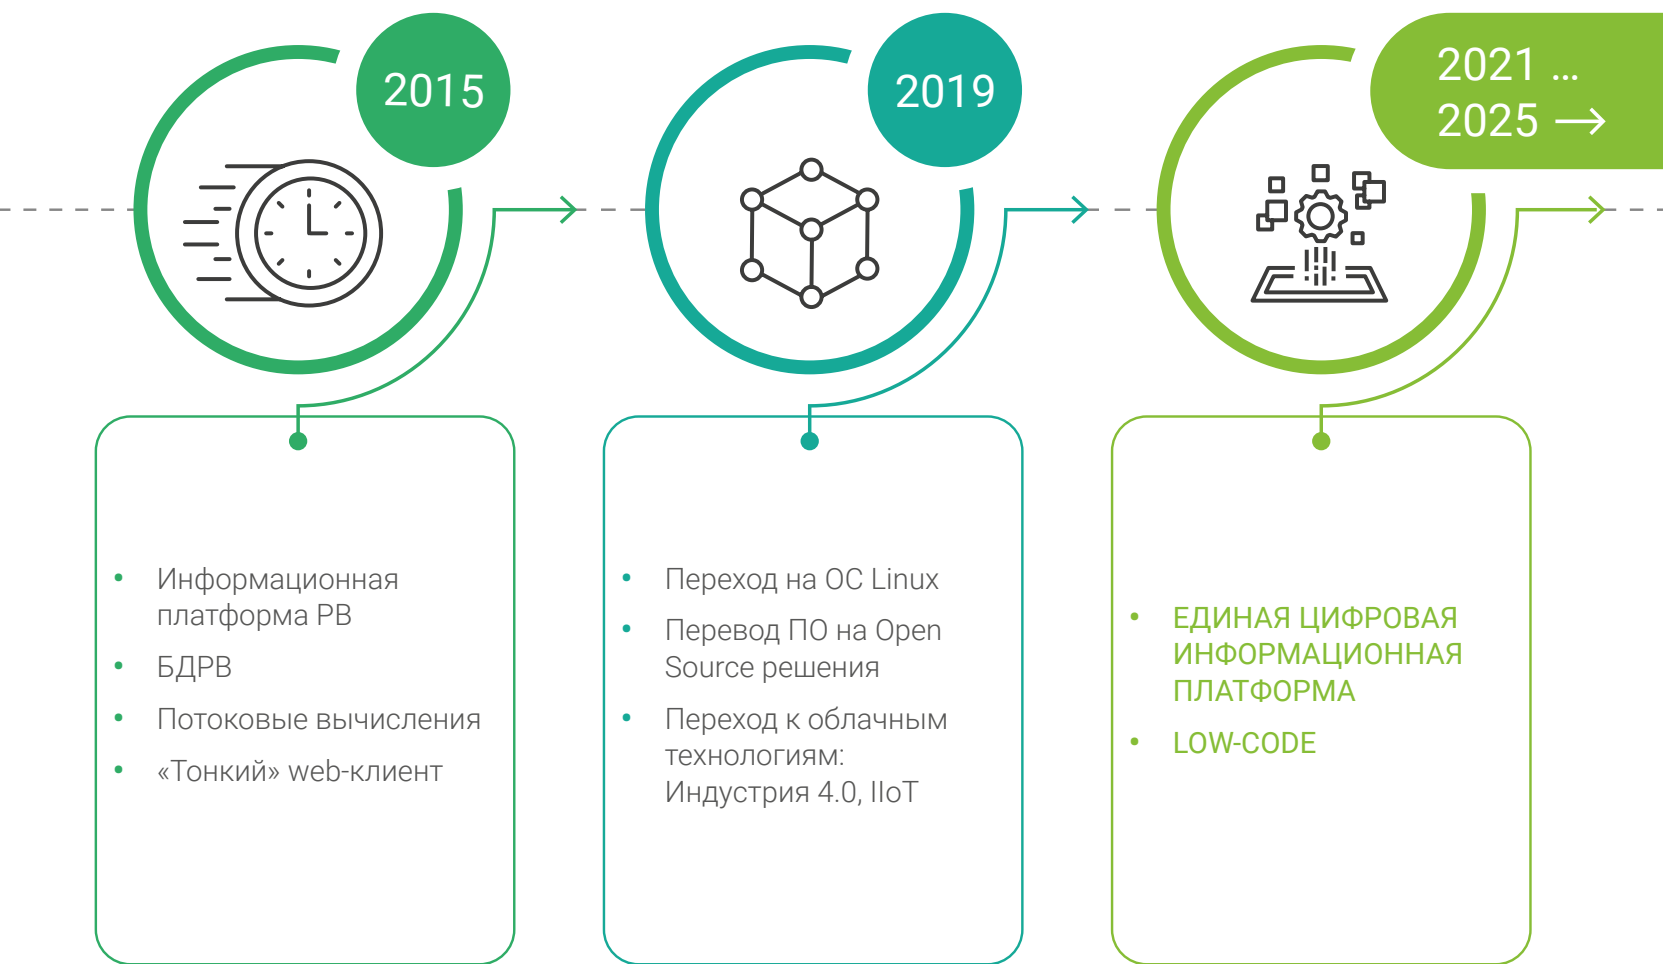 2015
• Информационная
платформа РВ
• БДРВ
• Потоковые вычисления
• «Тонкий» web-клиент
2019
• Переход на ОС Linux
• Перевод ПО на Open
Source решения
• Переход к облачным
технологиям:
Индустрия 4.0, IIoT
2021 ...
2025 →
• ЕДИНАЯ ЦИФРОВАЯ
ИНФОРМАЦИОННАЯ
ПЛАТФОРМА
• LOW-CODE